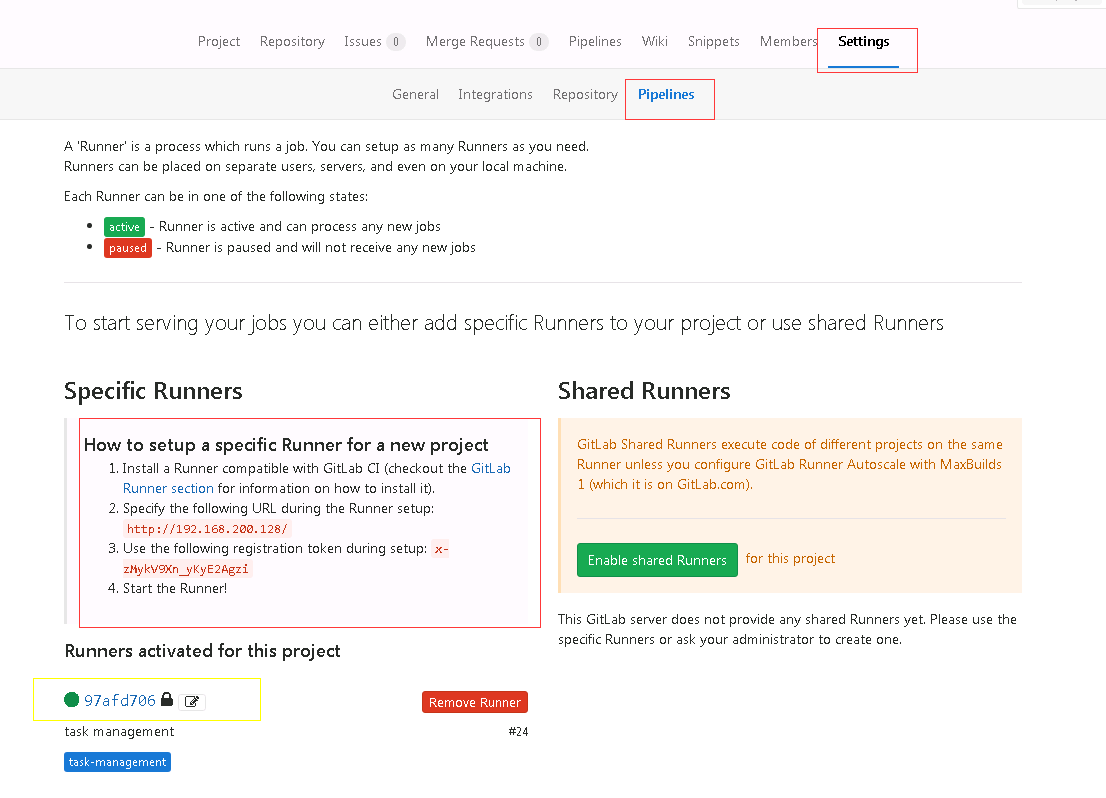 Project Repository Issues 0 Merge Requests 0 Pipelines Wiki Snippets Members Settings
General Integrations Repository Pipelines
A 'Runner' is a process which runs a job. You can setup as many Runners as you need.
Runners can be placed on separate users, servers, and even on your local machine.
Each Runner can be in one of the following states:
• active - Runner is active and can process any new jobs
• paused - Runner is paused and will not receive any new jobs
To start serving your jobs you can either add specific Runners to your project or use shared Runners
Specific Runners
How to setup a specific Runner for a new project
1. Install a Runner compatible with GitLab CI (checkout the GitLab
Runner section for information on how to install it).
2. Specify the following URL during the Runner setup:
http://192.168.200.128/
3. Use the following registration token during setup: x-
zMykV9Xn_yKyE2Agzi
4. Start the Runner!
Runners activated for this project
97afd706
Remove Runner
task management
#24
task-management
Shared Runners
GitLab Shared Runners execute code of different projects on the same
Runner unless you configure GitLab Runner Autoscale with MaxBuilds
1 (which it is on GitLab.com).
Enable shared Runners for this project
This GitLab server does not provide any shared Runners yet. Please use the
specific Runners or ask your administrator to create one.